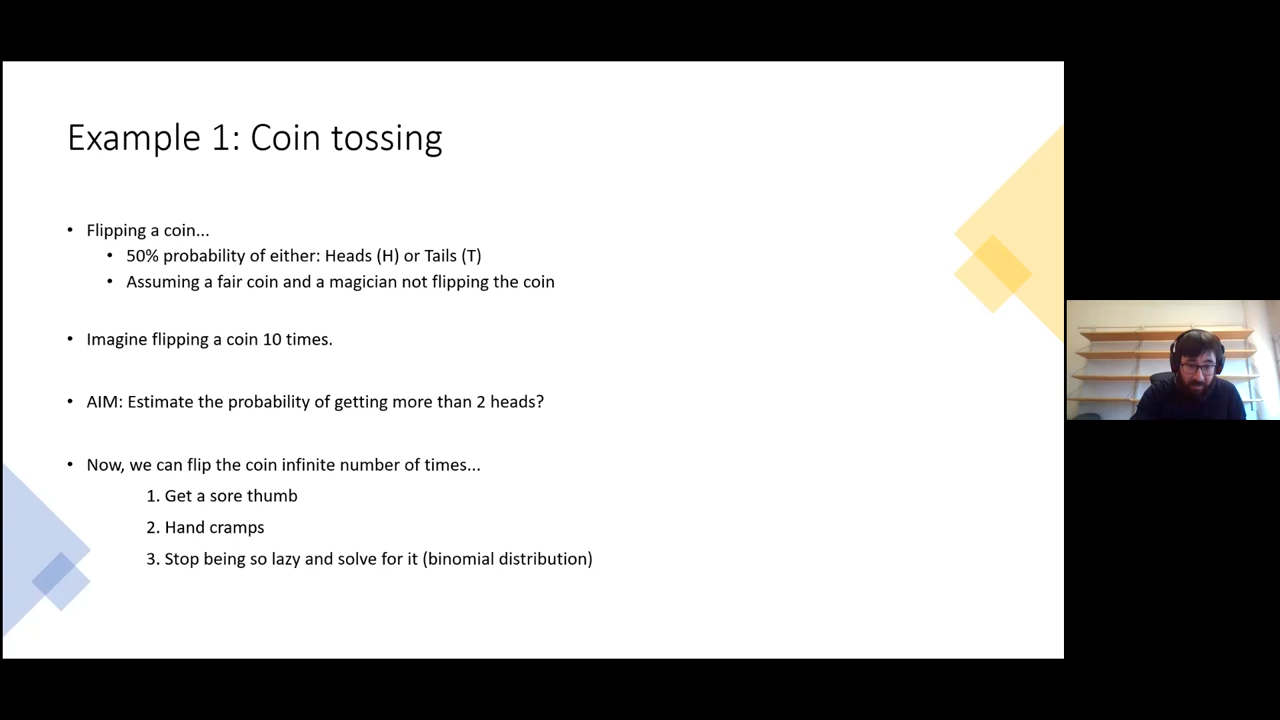 Example 1: Coin tossing
• Flipping a coin...
• 50% probability of either: Heads (H) or Tails (T)
• Assuming a fair coin and a magician not flipping the coin
• Imagine flipping a coin 10 times.
• AIM: Estimate the probability of getting more than 2 heads?
• Now, we can flip the coin infinite number of times...
1. Get a sore thumb
2. Hand cramps
3. Stop being so lazy and solve for it (binomial distribution)